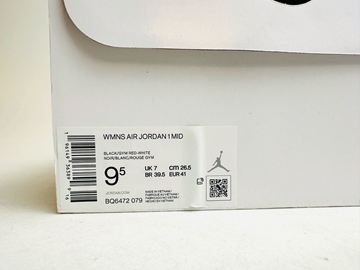 WMNS AIR JORDAN 1 MID
BLACK/GYM RED-WHITE
NOIR/BLANC/ROUGE GYM
9.5
UK 7
cm 26.5
BR 39.5
EUR 41
JORDAN.COM
BQ6472 079
MADE IN VIETNAM